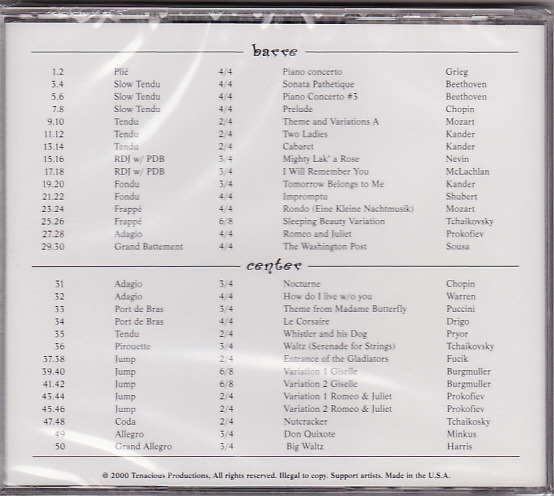 barre
1.2 Plié 4/4 Piano concerto Grieg
3.4 Slow Tendu 4/4 Sonata Pathetique Beethoven
5.6 Slow Tendu 4/4 Piano Concerto #3 Beethoven
7.8 Slow Tendu 4/4 Prelude Chopin
9.10 Tendu 2/4 Theme and Variations A Mozart
11.12 Tendu 2/4 Two Ladies Kander
13.14 Tendu 2/4 Cabaret Kander
15.16 RDJ w/ PDB 3/4 Mighty Lak' a Rose Nevin
17.18 RDJ w/ PDB 3/4 I Will Remember You McLachlan
19.20 Fondu 3/4 Tomorrow Belongs to Me Kander
21.22 Fondu 4/4 Impromptu Shubert
23.24 Frappé 4/4 Rondo (Eine Kleine Nachtmusik) Mozart
25.26 Frappé 6/8 Sleeping Beauty Variation Tchaikovsky
27.28 Adagio 4/4 Romeo and Juliet Prokofiev
29.30 Grand Battement 4/4 The Washington Post Sousa
center
31 Adagio 3/4 Nocturne Chopin
32 Adagio 4/4 How do I live w/o you Warren
33 Port de Bras 3/4 Theme from Madame Butterfly Puccini
34 Port de Bras 4/4 Le Corsaire Drigo
35 Tendu 2/4 Whistler and his Dog Pryor
36 Pirouette 3/4 Waltz (Serenade for Strings) Tchaikovsky
37.38 Jump 2/4 Entrance of the Gladiators Fucik
39.40 Jump 6/8 Variation 1 Giselle Burgmuller
41.42 Jump 6/8 Variation 2 Giselle Burgmuller
43.44 Jump 2/4 Variation 1 Romeo & Juliet Prokofiev
45.46 Jump 2/4 Variation 2 Romeo & Juliet Prokofiev
47.48 Coda 2/4 Nutcracker Tchaikosky
49 Allegro 3/4 Don Quixote Minkus
50 Grand Allegro 3/4 Big Waltz Harris
@ 2000 Tenacious Productions, All rights reserved. Illegal to copy. Support artists. Made in the U.S.A.